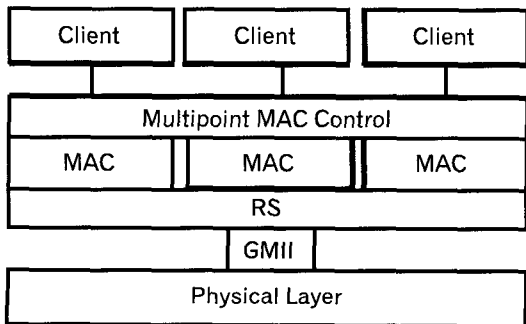 Client Client Client
Multipoint MAC Control
MAC MAC MAC
RS
GMII
Physical Layer